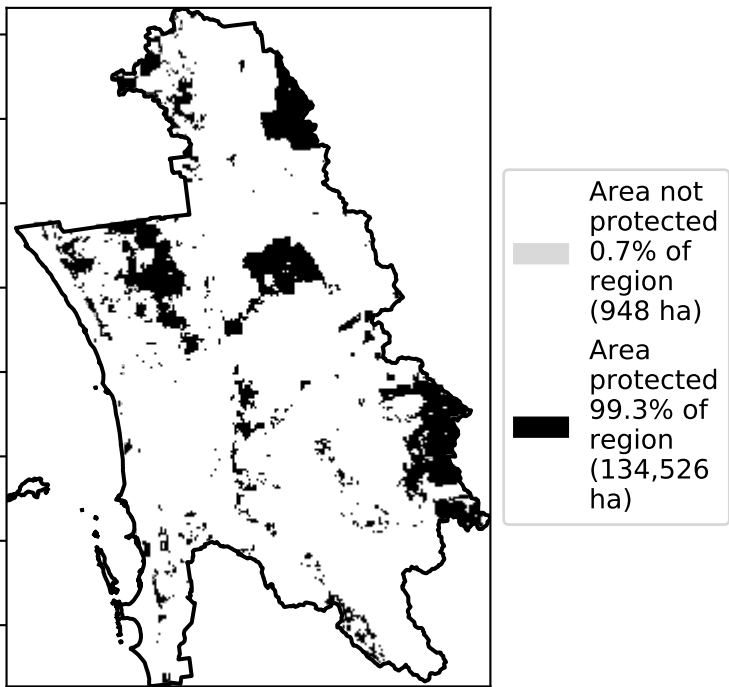 Area not
protected
0.7% of
region
(948 ha)
Area
protected
99.3% of
region
(134,526
ha)